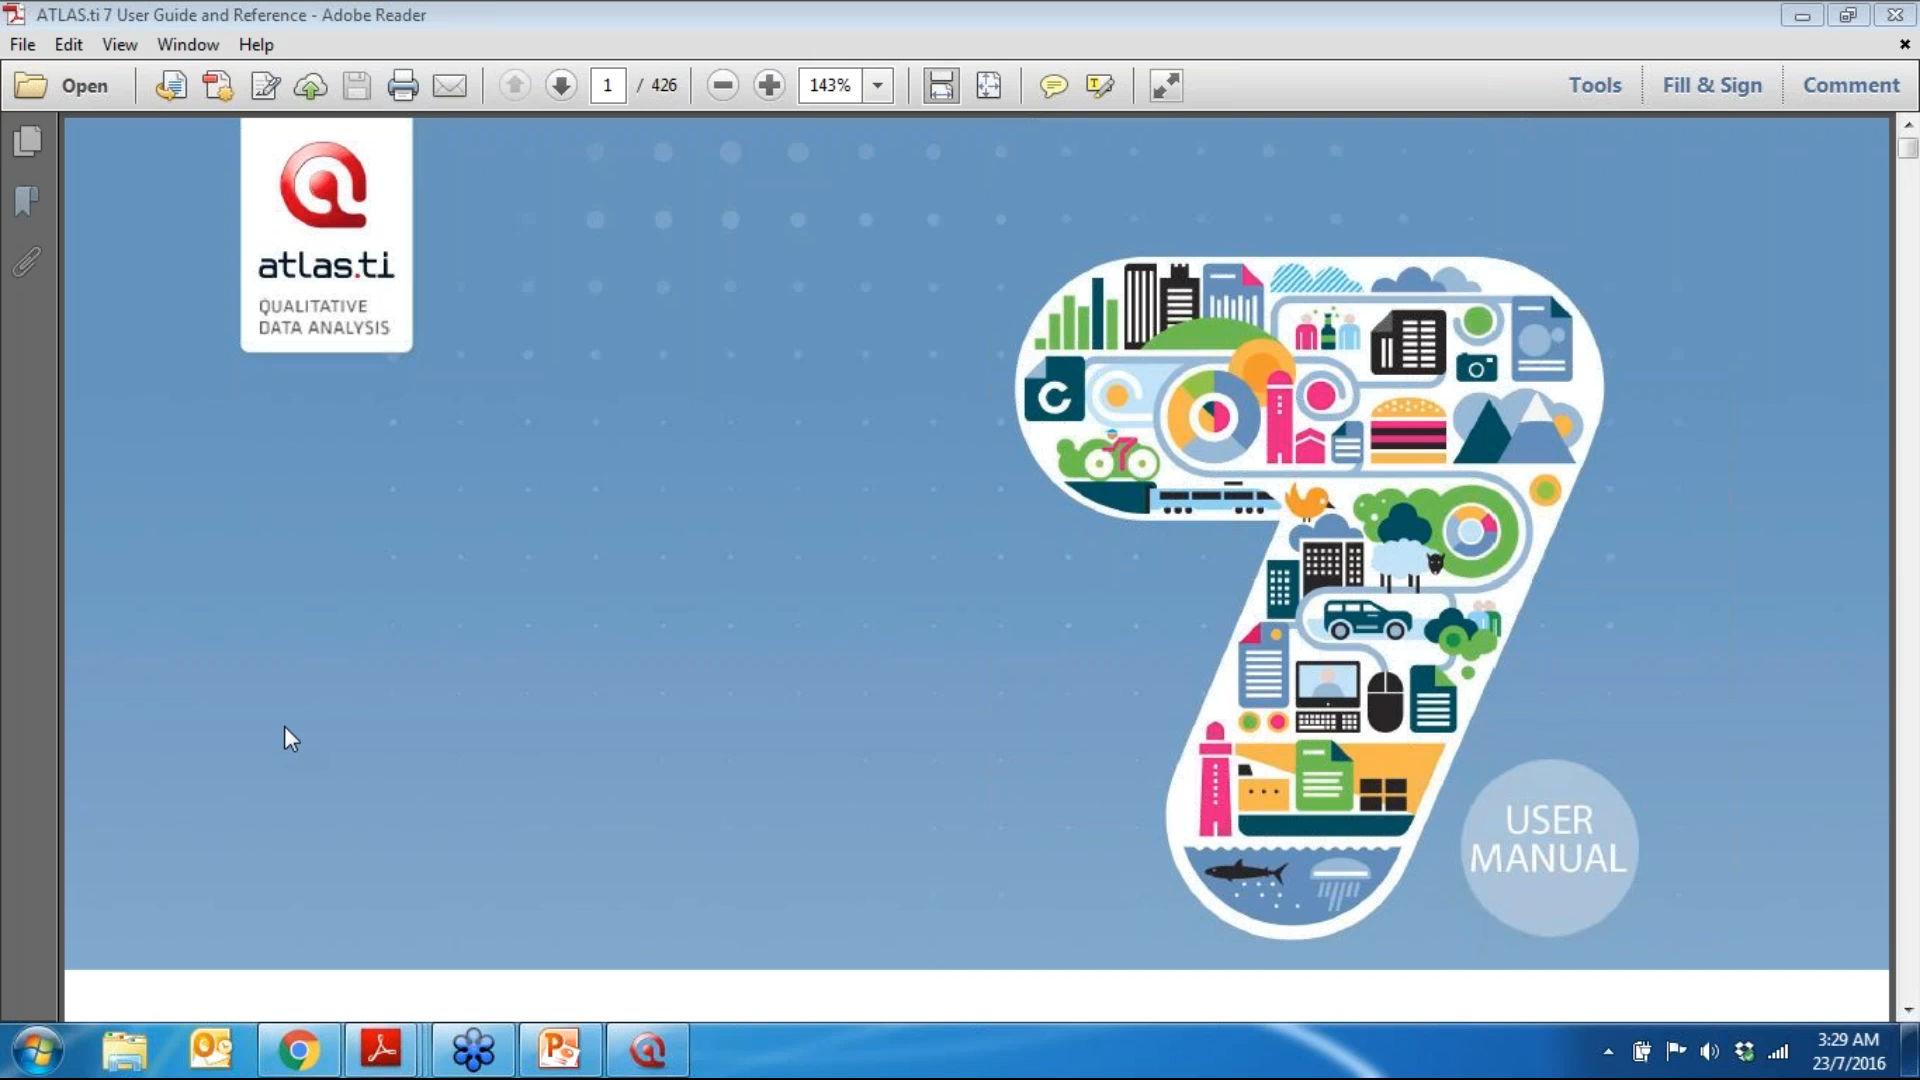 ATLAS.ti 7 User Guide and Reference - Adobe Reader
File Edit View Window Help
Open 1 / 426 143% Tools Fill & Sign Comment
atlas.ti
QUALITATIVE
DATA ANALYSIS
C
7
USER
MANUAL
3:29 AM
23/7/2016